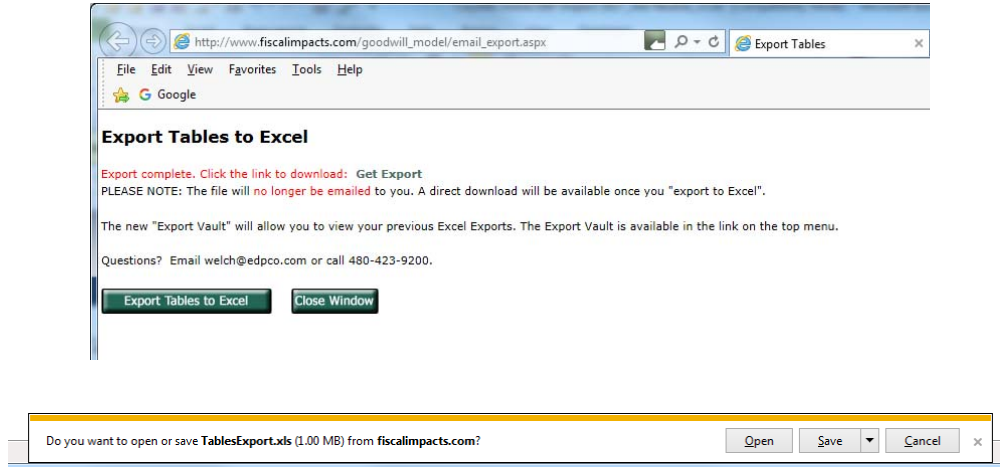 http://www.fiscalimpacts.com/goodwill_model/email_export.aspx
Export Tables
File Edit View Favorites Tools Help
Google
Export Tables to Excel
Export complete. Click the link to download: Get Export
PLEASE NOTE: The file will no longer be emailed to you. A direct download will be available once you "export to Excel".
The new "Export Vault" will allow you to view your previous Excel Exports. The Export Vault is available in the link on the top menu.
Questions? Email welch@edpco.com or call 480-423-9200.
Export Tables to Excel Close Window
Do you want to open or save TablesExport.xls (1.00 MB) from fiscalimpacts.com? Open Save Cancel